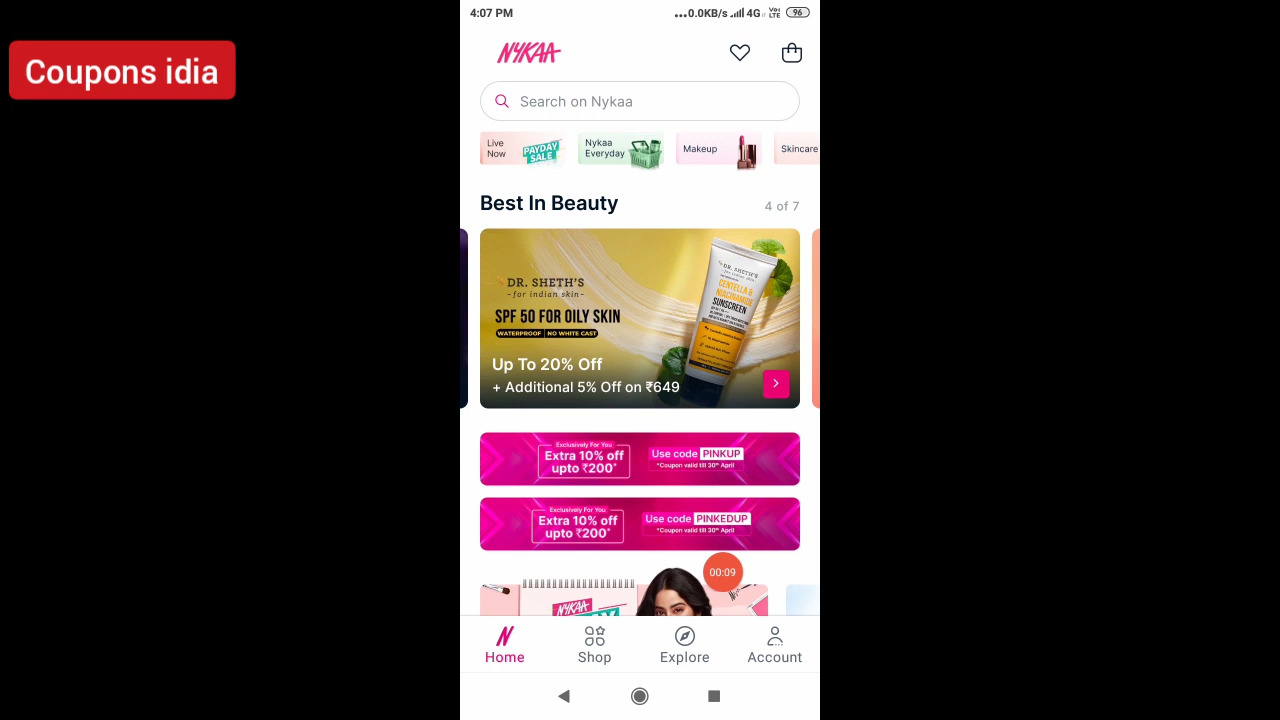 4:07 PM
...0.0KB/s 4G Vo LTE 96
Coupons idia
NYKAA
Search on Nykaa
Live
Now
PAYDAY
SALE
Nykaa
Everyday
Makeup
Skincare
Best In Beauty
4 of 7
DR. SHETH'S
-for indian skin-
SPF 50 FOR OILY SKIN
WATERPROOF | NO WHITE CAST
Up To 20% Off
+ Additional 5% Off on ₹649
DR. SHETH'S
CENTELLA &
NIACINAMIDE
SUNSCREEN
Exclusively For You
Extra 10% off
upto ₹200*
Use code PINKUP
*Coupon valid till 30th April
Exclusively For You
Extra 10% off
upto ₹200*
Use code PINKEDUP
*Coupon valid till 30th April
00:09
NYKAA
Home
Shop
Explore
Account